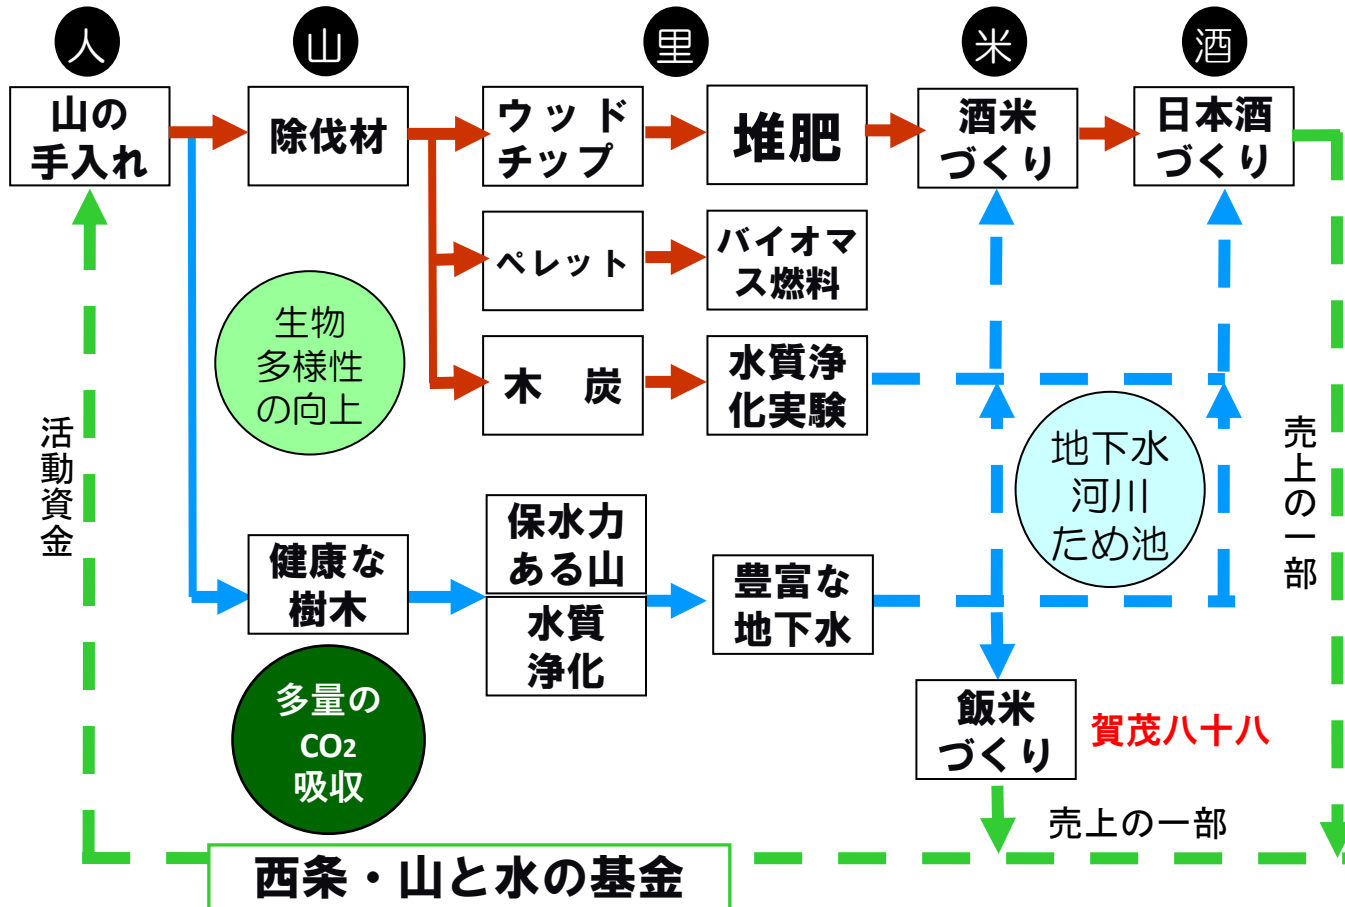 人
山
里
米
酒
山の
手入れ
除伐材
ウッド
チップ
堆肥
酒米
づくり
日本酒
づくり
ペレット
バイオマ
ス燃料
生物
多様性
の向上
木 炭
水質浄
化実験
活動資金
地下水
河川
ため池
売上の一部
健康な
樹木
保水力
ある山
水質
浄化
豊富な
地下水
多量の
CO2
吸収
飯米
づくり
賀茂八十八
売上の一部
西条・山と水の基金